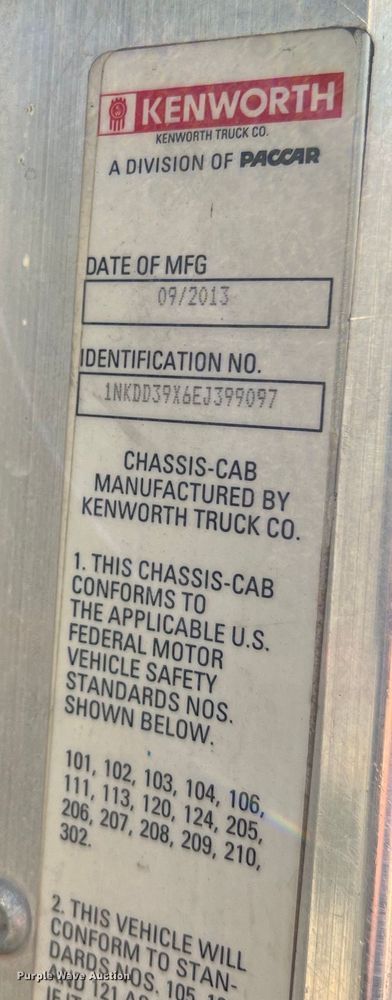 KENWORTH
KENWORTH TRUCK CO.
A DIVISION OF PACCAR
DATE OF MFG
09/2013
IDENTIFICATION NO.
1NKDD39X6EJ399097
CHASSIS-CAB
MANUFACTURED BY
KENWORTH TRUCK CO.
1. THIS CHASSIS-CAB
CONFORMS TO
THE APPLICABLE U.S.
FEDERAL MOTOR
VEHICLE SAFETY
STANDARDS NOS.
SHOWN BELOW.
101, 102, 103, 104, 106,
111, 113, 120, 124, 205,
206, 207, 208, 209, 210,
302.
2. THIS VEHICLE WILL
CONFORM TO STAN-
DARDS NOS. 105,
AND 121
Purple Wave Auction